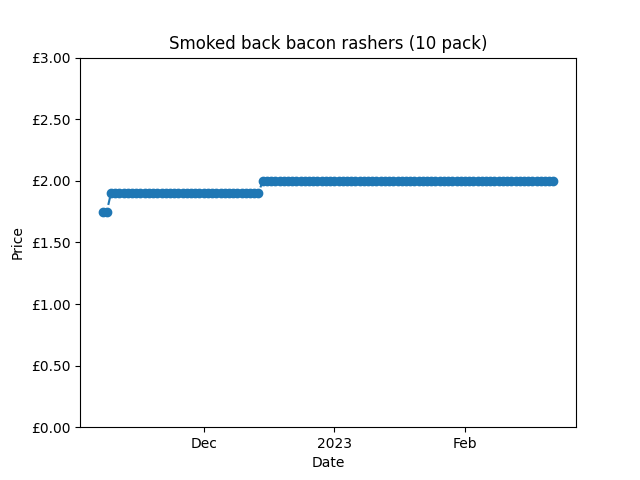 Smoked back bacon rashers (10 pack)
£3.00
£2.50
£2.00
£1.50
£1.00
£0.50
£0.00
Price
Dec
2023
Feb
Date